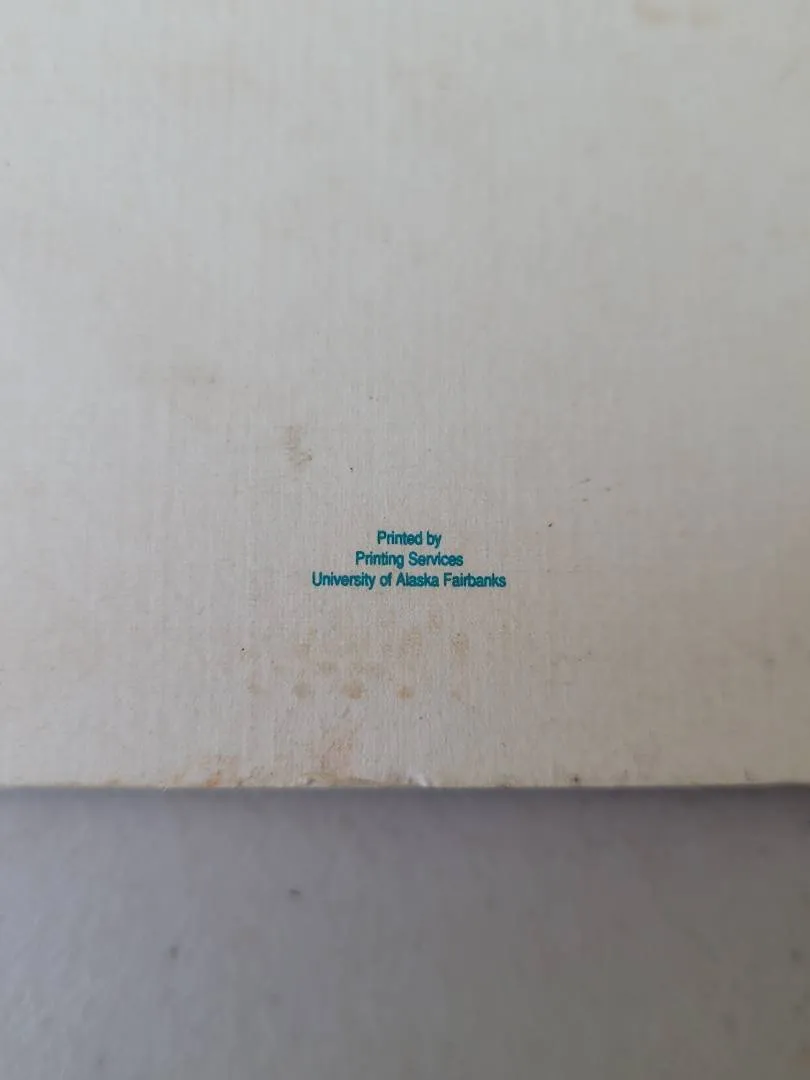 Printed by
Printing Services
University of Alaska Fairbanks